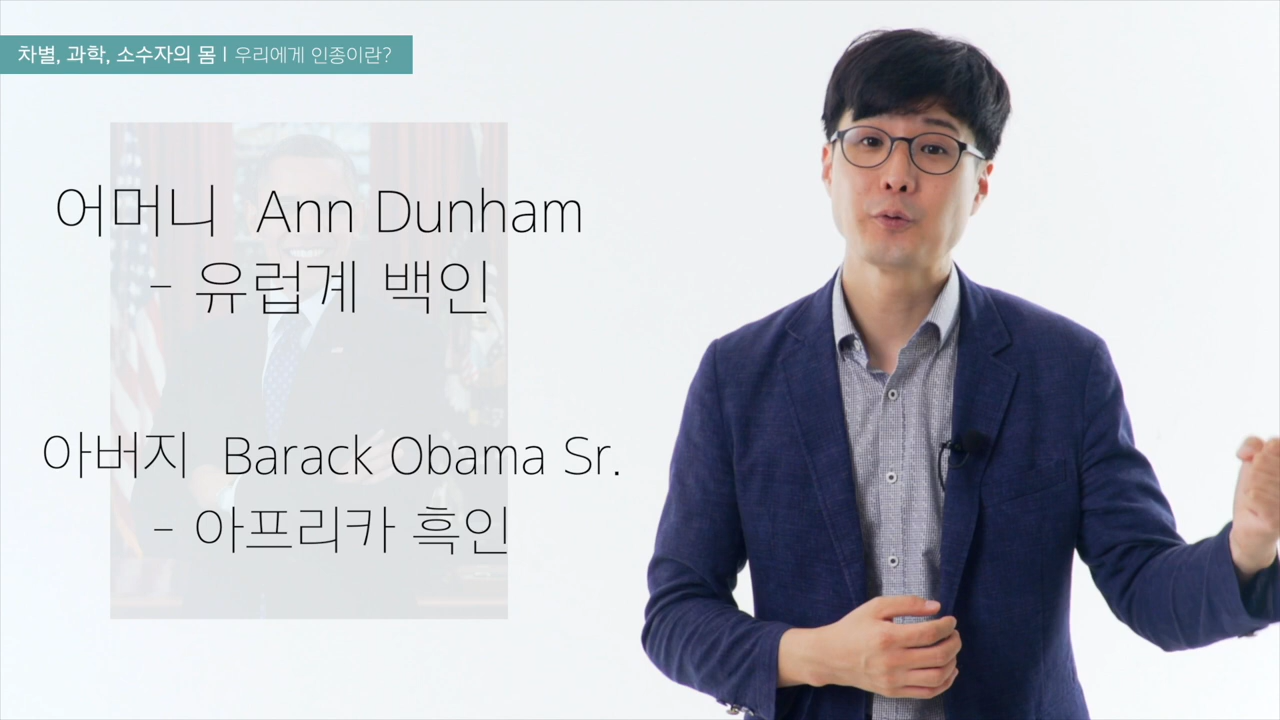 차별, 과학, 소수자의 몸 | 우리에게 인종이란?
어머니 Ann Dunham
- 유럽계 백인
아버지 Barack Obama Sr.
- 아프리카 흑인